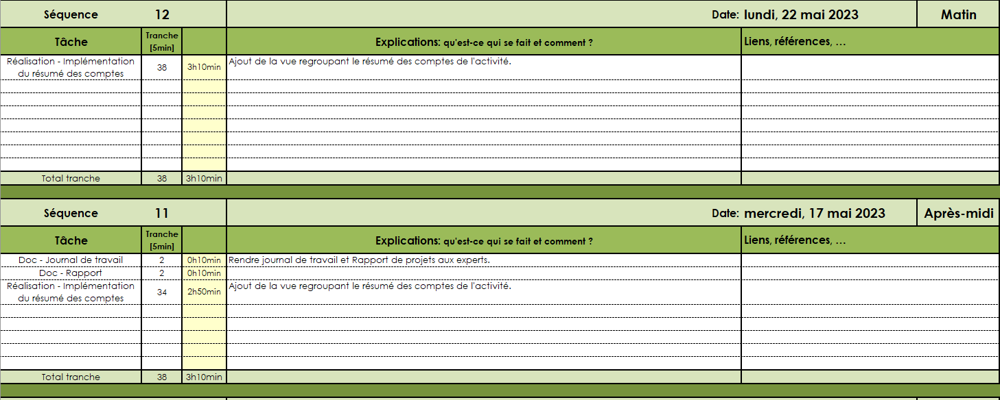 Séquence 12 Date: lundi, 22 mai 2023 Matin
Tâche Tranche [5min] Explications: qu'est-ce qui se fait et comment ? Liens, références, …
Réalisation - Implémentation du résumé des comptes 38 3h10min Ajout de la vue regroupant le résumé des comptes de l'activité.
Total tranche 38 3h10min
Séquence 11 Date: mercredi, 17 mai 2023 Après-midi
Tâche Tranche [5min] Explications: qu'est-ce qui se fait et comment ? Liens, références, …
Doc - Journal de travail 2 0h10min Rendre journal de travail et Rapport de projets aux experts.
Doc - Rapport 2 0h10min
Réalisation - Implémentation du résumé des comptes 34 2h50min Ajout de la vue regroupant le résumé des comptes de l'activité.
Total tranche 38 3h10min